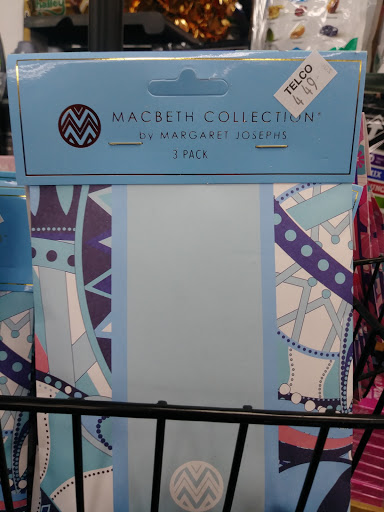 MACBETH COLLECTION®
by MARGARET JOSEPHS
3 PACK
TELCO
4 49